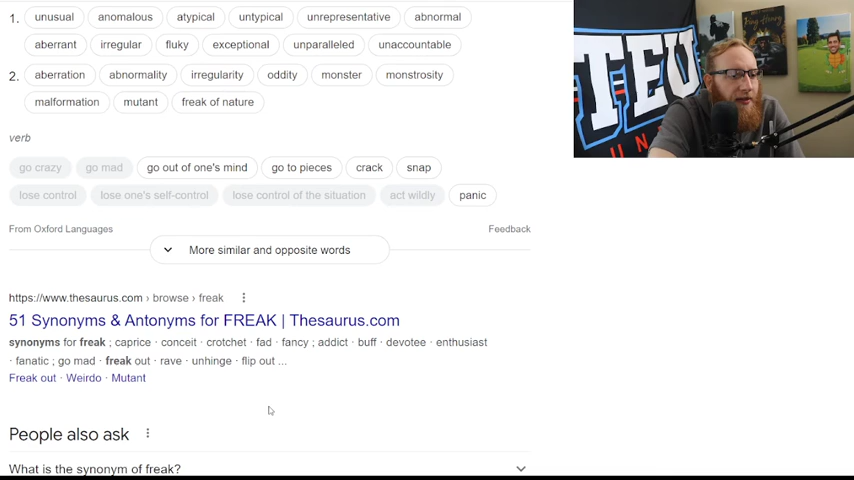 1. unusual anomalous atypical untypical unrepresentative abnormal
aberrant irregular fluky exceptional unparalleled unaccountable
2. aberration abnormality irregularity oddity monster monstrosity
malformation mutant freak of nature
verb
go crazy go mad go out of one's mind go to pieces crack snap
lose control lose one's self-control lose control of the situation act wildly panic
From Oxford Languages Feedback
More similar and opposite words
https://www.thesaurus.com › browse › freak
51 Synonyms & Antonyms for FREAK | Thesaurus.com
synonyms for freak ; caprice · conceit · crotchet · fad · fancy ; addict · buff · devotee · enthusiast
· fanatic ; go mad · freak out · rave · unhinge · flip out ...
Freak out · Weirdo · Mutant
People also ask
What is the synonym of freak?
TEU